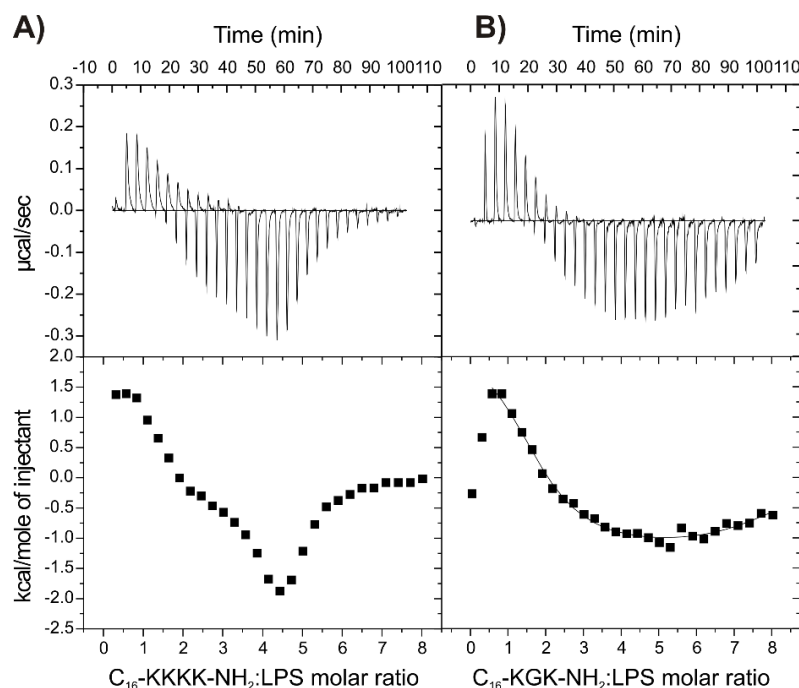 A)
Time (min)
-10 0 10 20 30 40 50 60 70 80 90 100 110
B)
Time (min)
0 10 20 30 40 50 60 70 80 90 100 110
0.3
0.2
0.1
0.0
-0.1
-0.2
-0.3
µcal/sec
2.0
1.5
1.0
0.5
0.0
-0.5
-1.0
-1.5
-2.0
-2.5
kcal/mole of injectant
0 1 2 3 4 5 6 7 8
C₁₆-KKKK-NH₂:LPS molar ratio
0 1 2 3 4 5 6 7 8
C₁₆-KGK-NH₂:LPS molar ratio